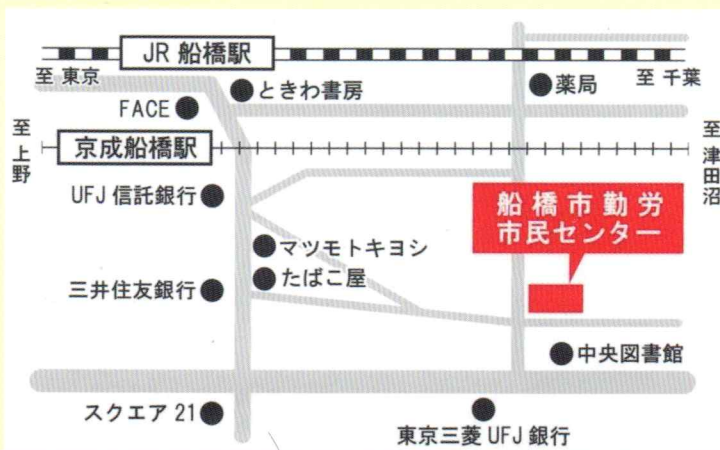 JR 船橋駅
至 東京
至 千葉
ときわ書房
薬局
FACE
至 上野
京成船橋駅
至 津田沼
UFJ 信託銀行
船橋市勤労
市民センター
マツモトキヨシ
たばこ屋
三井住友銀行
中央図書館
スクエア 21
東京三菱 UFJ 銀行